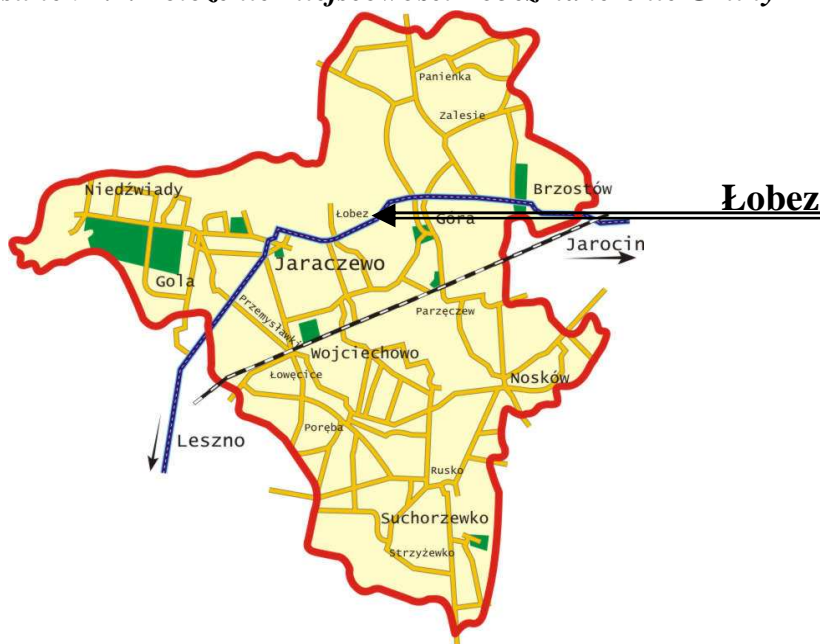 Panienka
Zalesie
Niedźwiady
Brzostów
Łobez
Łobez
Góra
Jarocin
Jaraczewo
Gola
Przemysławki
Parzęczew
Wojciechowo
Łowęcice
Nosków
Poręba
Leszno
Rusko
Suchorzewko
Strzyżewko